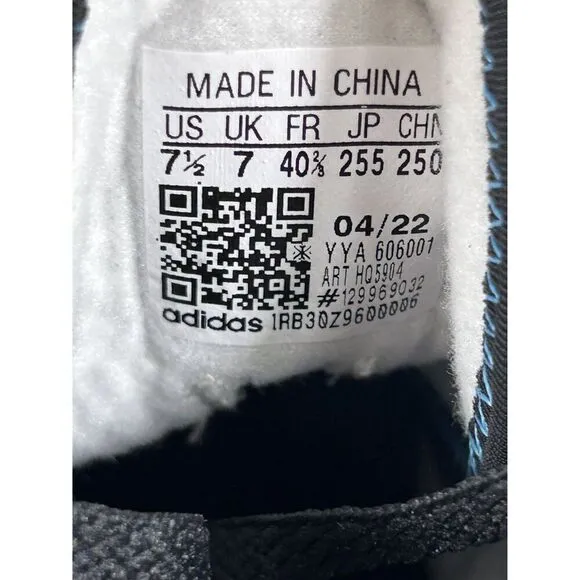 MADE IN CHINA
US UK FR JP CHN
7½ 7 40⅔ 255 250
04/22
YYA 606001
ART HQ5904
#129969032
adidas 1RB30Z9600006